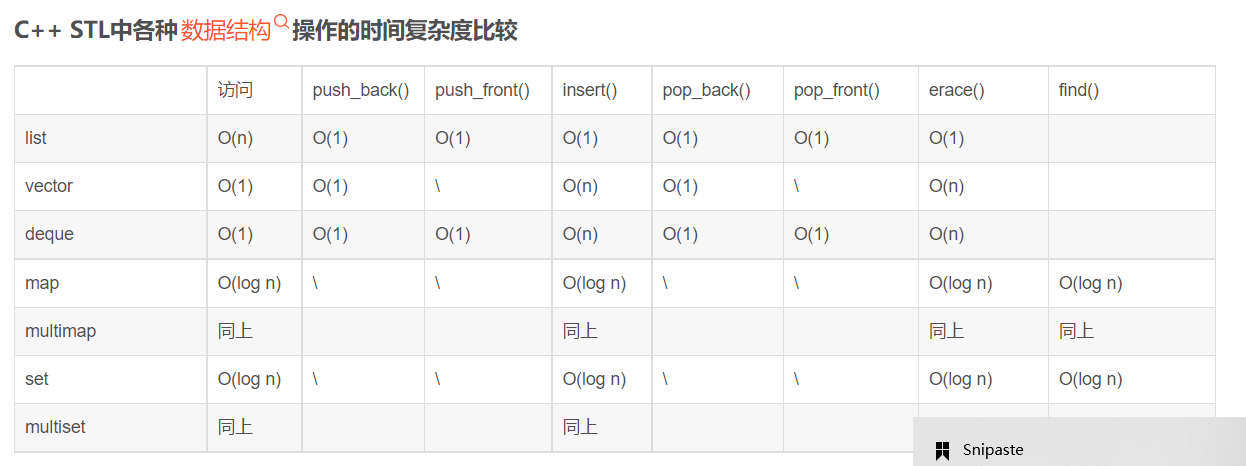 C++ STL中各种数据结构操作的时间复杂度比较
访问 push_back() push_front() insert() pop_back() pop_front() erace() find()
list O(n) O(1) O(1) O(1) O(1) O(1) O(1)
vector O(1) O(1) \ O(n) O(1) \ O(n)
deque O(1) O(1) O(1) O(n) O(1) O(1) O(n)
map O(log n) \ \ O(log n) \ \ O(log n) O(log n)
multimap 同上 同上 同上 同上
set O(log n) \ \ O(log n) \ \ O(log n) O(log n)
multiset 同上 同上
Snipaste